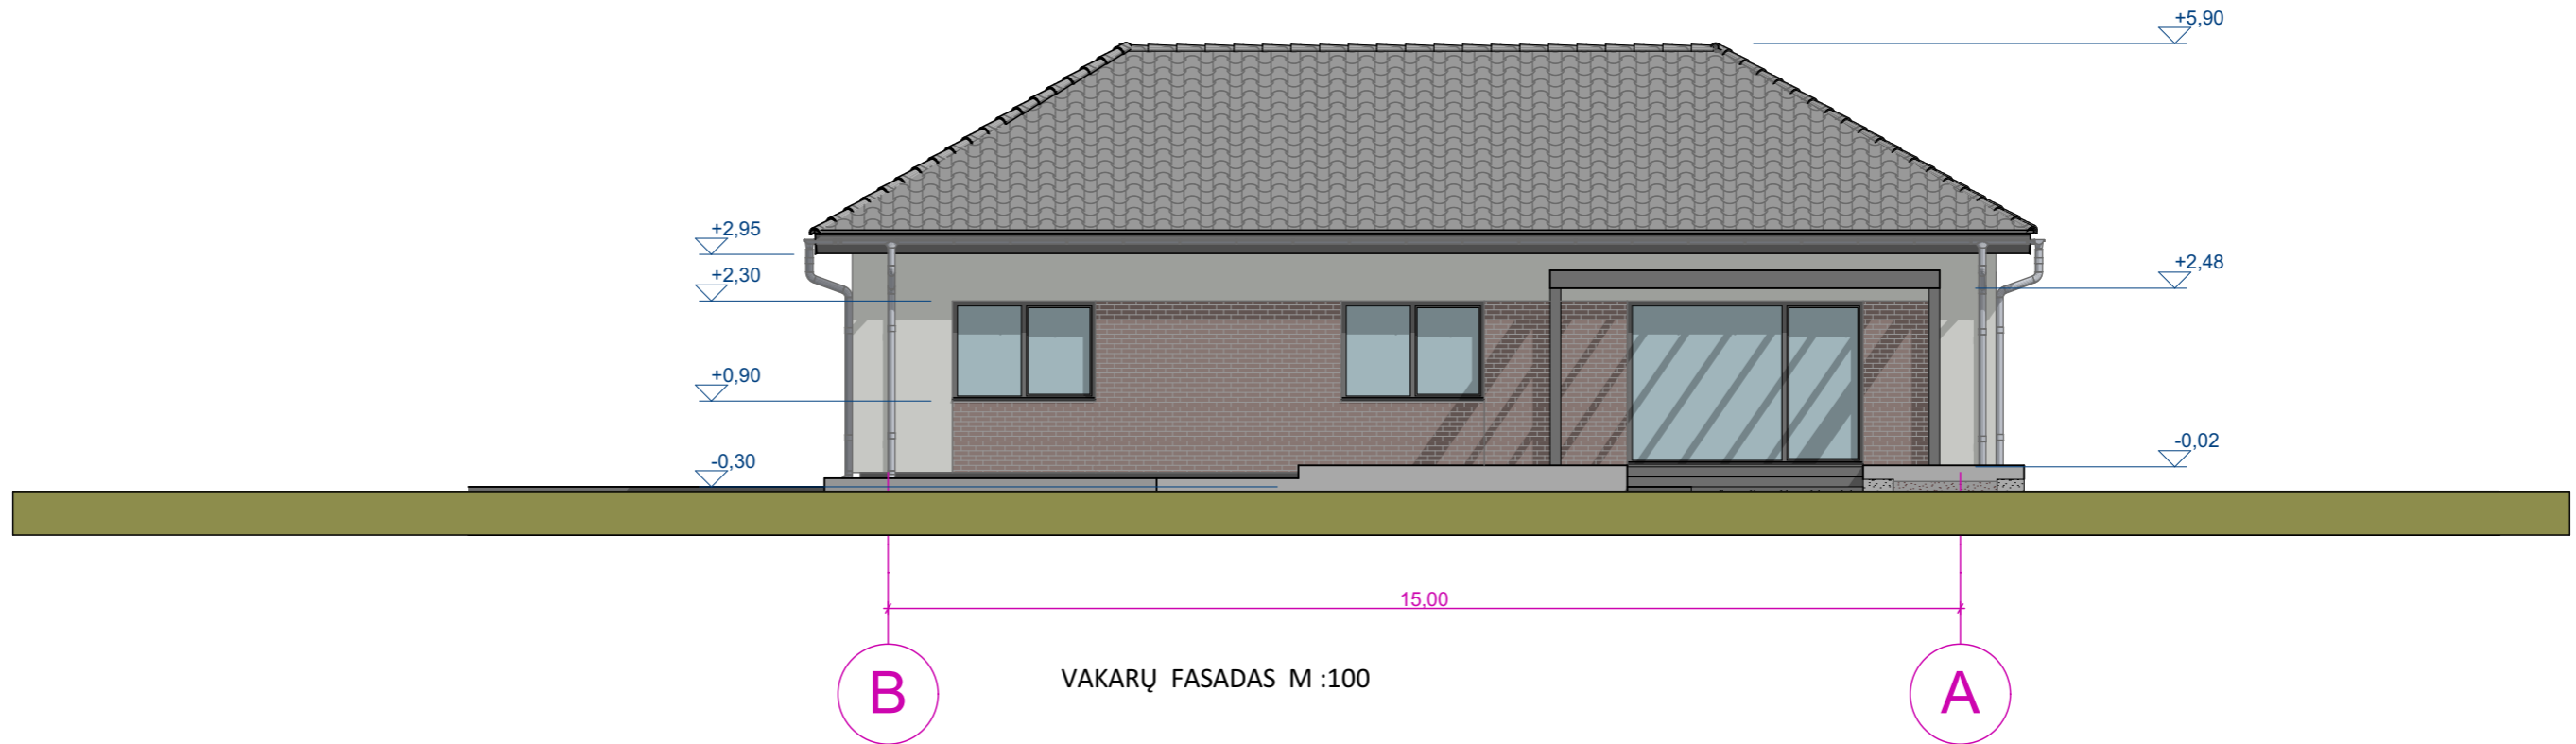 +5,90
+2,95
+2,30
+2,48
+0,90
-0,30
-0,02
15,00
B
A
VAKARŲ FASADAS M :100